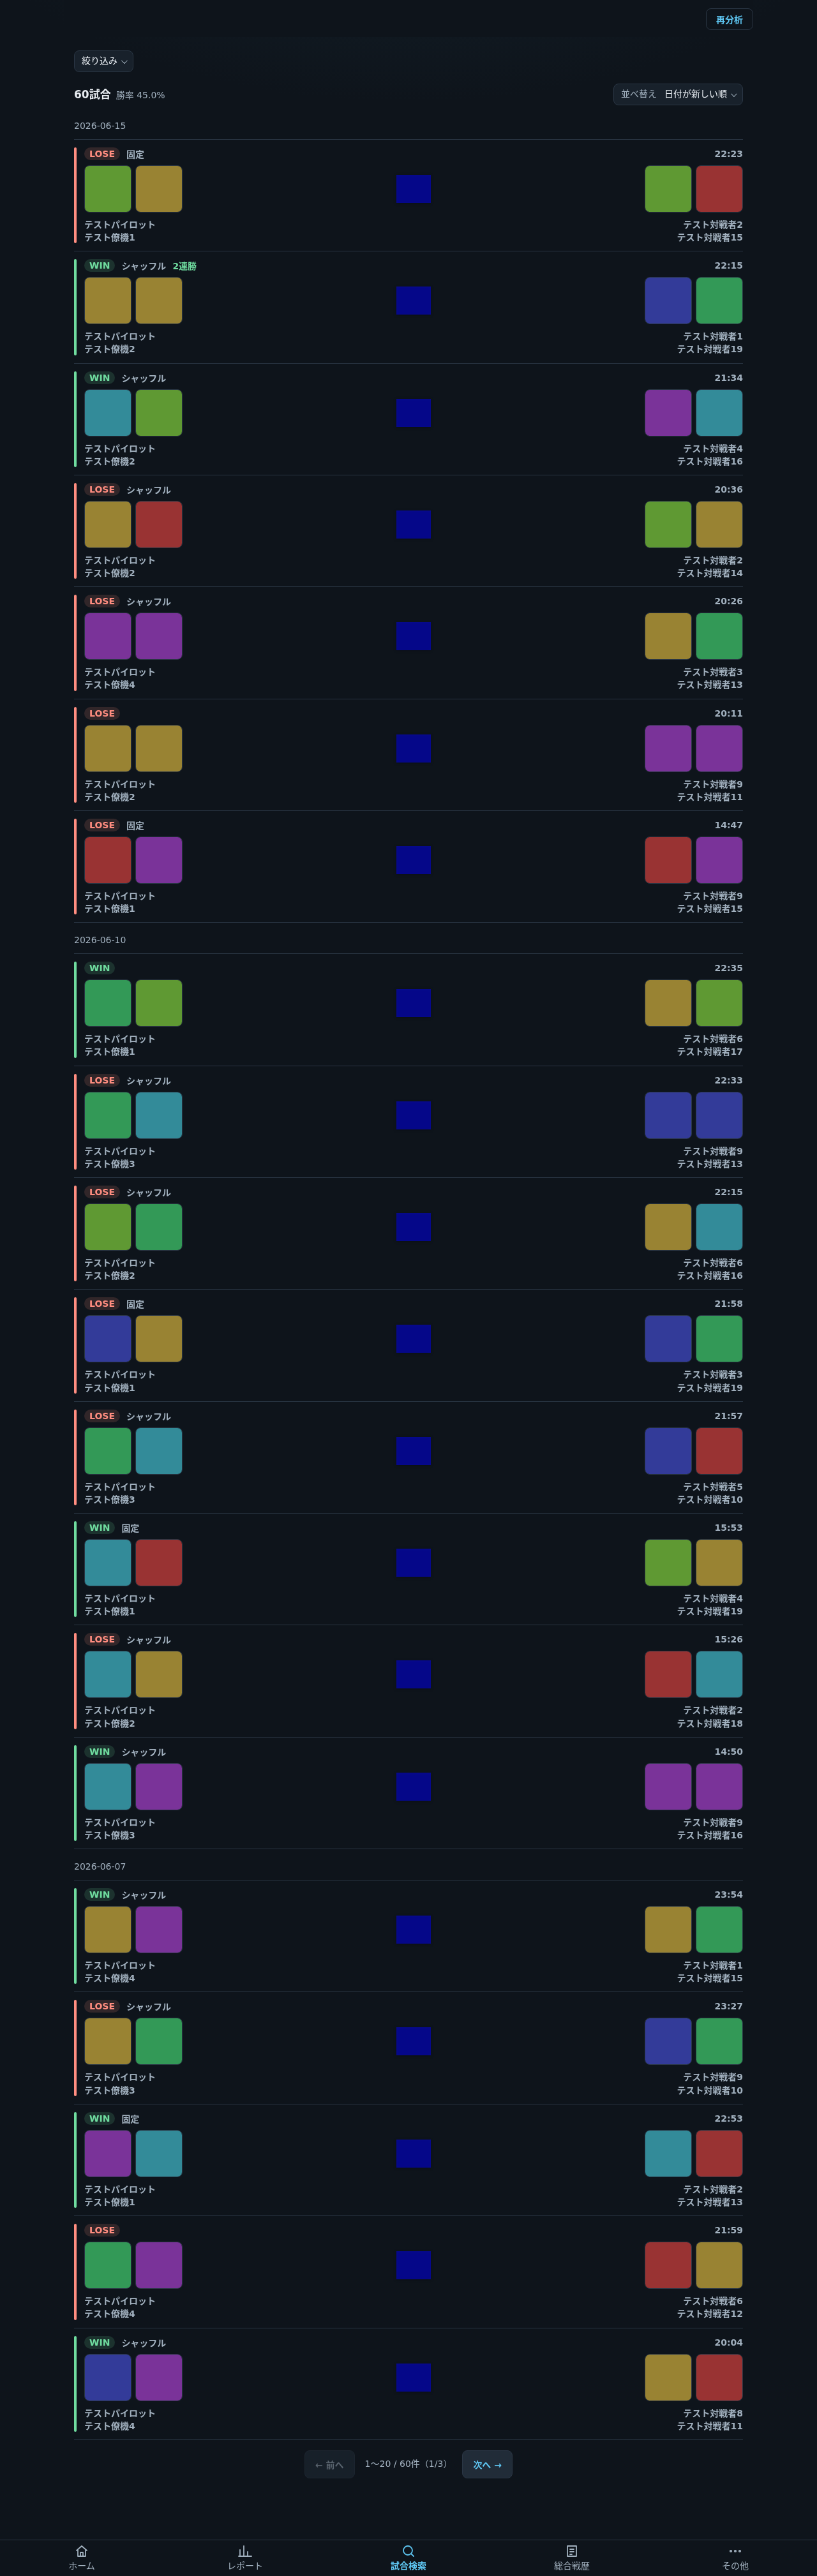 再分析
絞り込み
60試合 勝率 45.0%
並べ替え 日付が新しい順
2026-06-15
LOSE 固定 22:23
テストパイロット テスト対戦者2
テスト僚機1 テスト対戦者15
WIN シャッフル 2連勝 22:15
テストパイロット テスト対戦者1
テスト僚機2 テスト対戦者19
WIN シャッフル 21:34
テストパイロット テスト対戦者4
テスト僚機2 テスト対戦者16
LOSE シャッフル 20:36
テストパイロット テスト対戦者2
テスト僚機2 テスト対戦者14
LOSE シャッフル 20:26
テストパイロット テスト対戦者3
テスト僚機4 テスト対戦者13
LOSE 20:11
テストパイロット テスト対戦者9
テスト僚機2 テスト対戦者11
LOSE 固定 14:47
テストパイロット テスト対戦者9
テスト僚機1 テスト対戦者15
2026-06-10
WIN 22:35
テストパイロット テスト対戦者6
テスト僚機1 テスト対戦者17
LOSE シャッフル 22:33
テストパイロット テスト対戦者9
テスト僚機3 テスト対戦者13
LOSE シャッフル 22:15
テストパイロット テスト対戦者6
テスト僚機2 テスト対戦者16
LOSE 固定 21:58
テストパイロット テスト対戦者3
テスト僚機1 テスト対戦者19
LOSE シャッフル 21:57
テストパイロット テスト対戦者5
テスト僚機3 テスト対戦者10
WIN 固定 15:53
テストパイロット テスト対戦者4
テスト僚機1 テスト対戦者19
LOSE シャッフル 15:26
テストパイロット テスト対戦者2
テスト僚機2 テスト対戦者18
WIN シャッフル 14:50
テストパイロット テスト対戦者9
テスト僚機3 テスト対戦者16
2026-06-07
WIN シャッフル 23:54
テストパイロット テスト対戦者1
テスト僚機4 テスト対戦者15
LOSE シャッフル 23:27
テストパイロット テスト対戦者9
テスト僚機3 テスト対戦者10
WIN 固定 22:53
テストパイロット テスト対戦者2
テスト僚機1 テスト対戦者13
LOSE 21:59
テストパイロット テスト対戦者6
テスト僚機4 テスト対戦者12
WIN シャッフル 20:04
テストパイロット テスト対戦者8
テスト僚機4 テスト対戦者11
← 前へ 1〜20 / 60件（1/3） 次へ →
ホーム レポート 試合検索 総合戦歴 その他